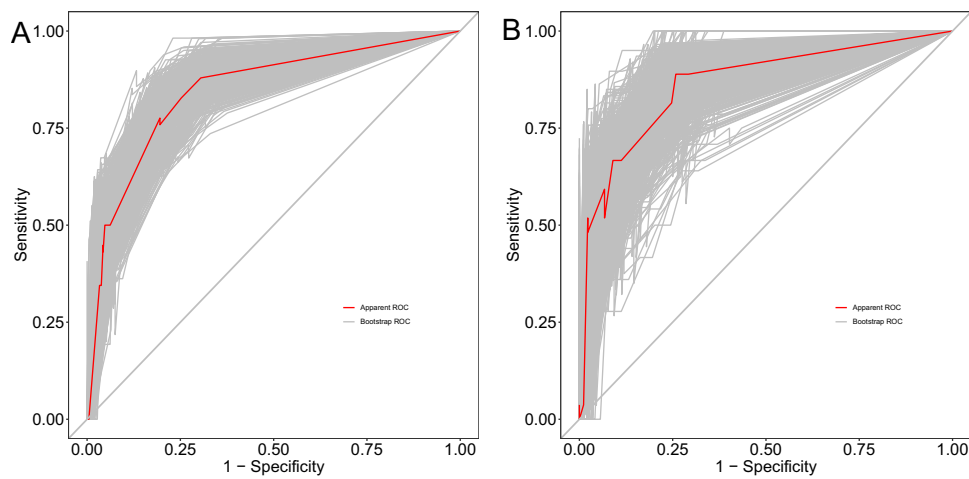 A
1.00
0.75
0.50
0.25
0.00
Sensitivity
Apparent ROC
Bootstrap ROC
0.00 0.25 0.50 0.75 1.00
1 − Specificity
B
1.00
0.75
0.50
0.25
0.00
Sensitivity
Apparent ROC
Bootstrap ROC
0.00 0.25 0.50 0.75 1.00
1 − Specificity